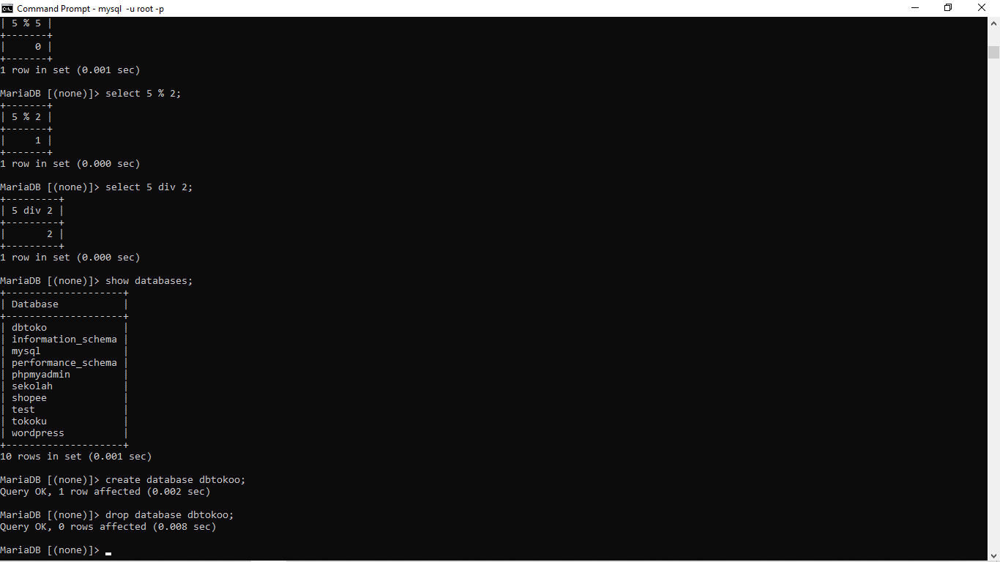 Command Prompt - mysql -u root -p
| 5 % 5 |
+-------+
|     0 |
+-------+
1 row in set (0.001 sec)
MariaDB [(none)]> select 5 % 2;
+-------+
| 5 % 2 |
+-------+
|     1 |
+-------+
1 row in set (0.000 sec)
MariaDB [(none)]> select 5 div 2;
+---------+
| 5 div 2 |
+---------+
|       2 |
+---------+
1 row in set (0.000 sec)
MariaDB [(none)]> show databases;
+--------------------+
| Database           |
+--------------------+
| dbtoko             |
| information_schema |
| mysql              |
| performance_schema |
| phpmyadmin         |
| sekolah            |
| shopee             |
| test               |
| tokoku             |
| wordpress          |
+--------------------+
10 rows in set (0.001 sec)
MariaDB [(none)]> create database dbtokoo;
Query OK, 1 row affected (0.002 sec)
MariaDB [(none)]> drop database dbtokoo;
Query OK, 0 rows affected (0.008 sec)
MariaDB [(none)]> _